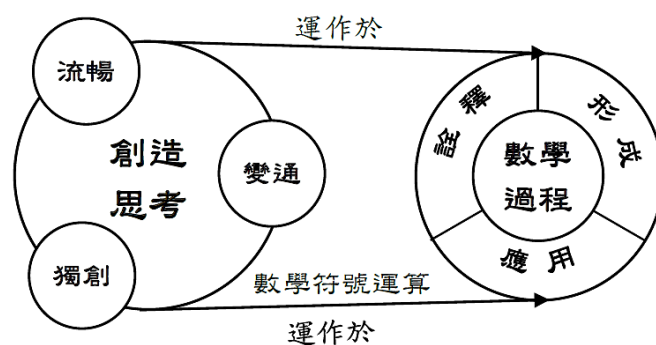 運作於
流暢
創造
思考
變通
獨創
詮釋
形成
數學
過程
應用
數學符號運算
運作於